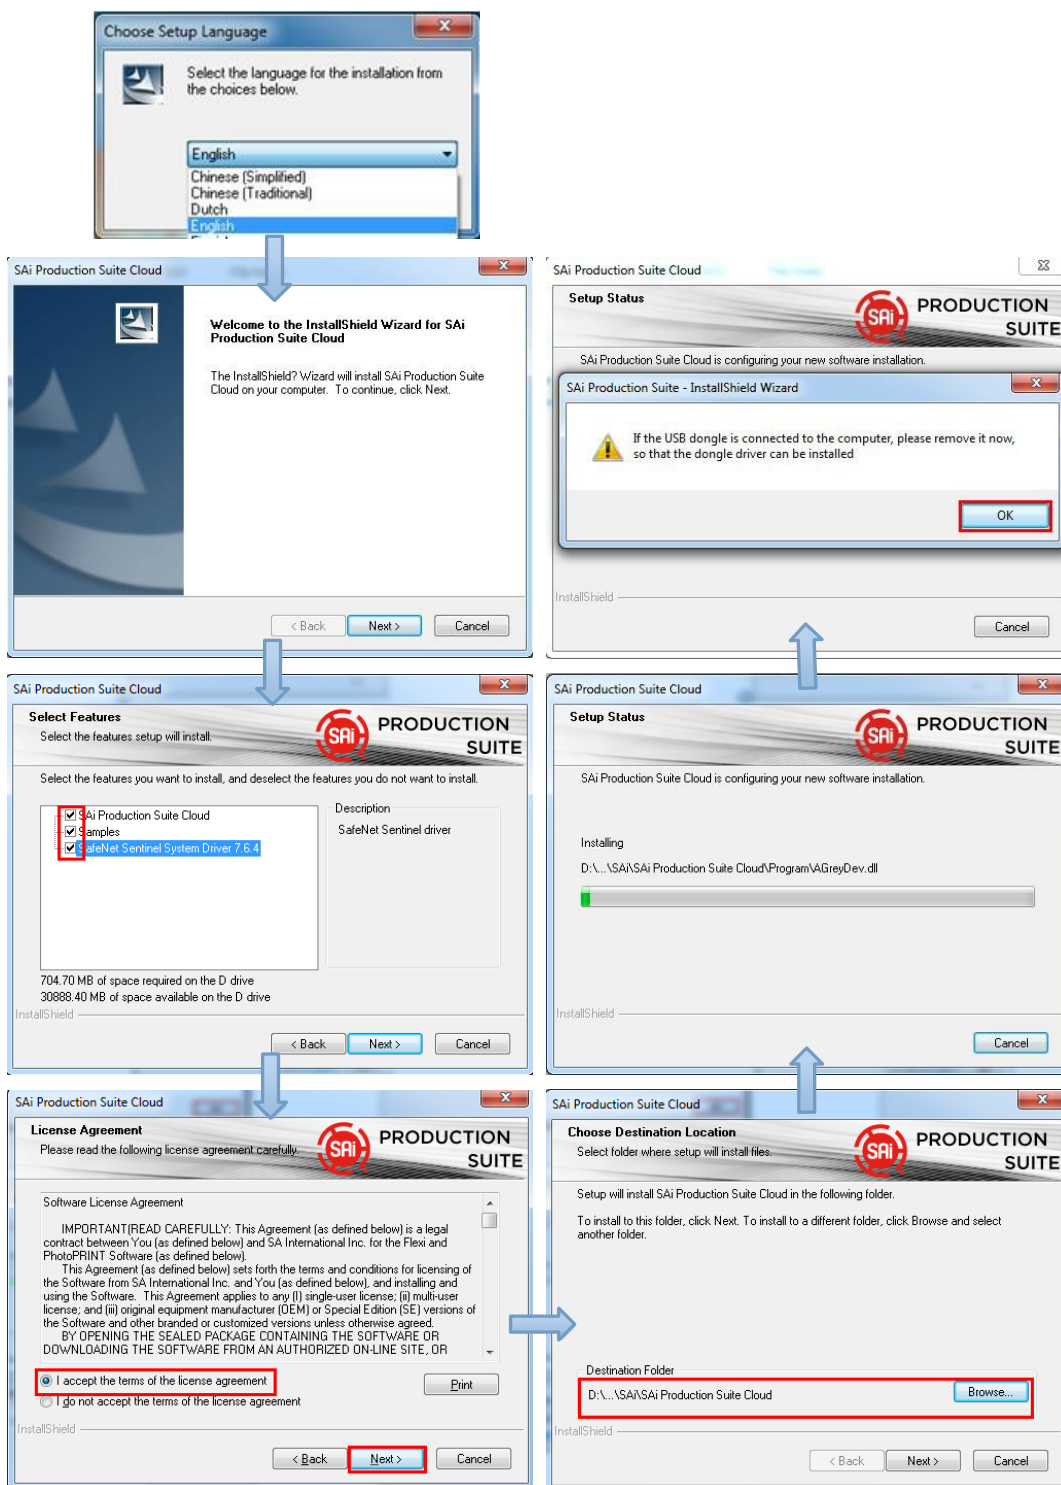 Choose Setup Language
Select the language for the installation from
the choices below.
English
Chinese (Simplified)
Chinese (Traditional)
Dutch
English
SAi Production Suite Cloud
Welcome to the InstallShield Wizard for SAi
Production Suite Cloud
The InstallShield? Wizard will install SAi Production Suite
Cloud on your computer. To continue, click Next.
< Back
Next >
Cancel
SAi Production Suite Cloud
Select Features
Select the features setup will install.
SAi PRODUCTION
SUITE
Select the features you want to install, and deselect the features you do not want to install.
SAi Production Suite Cloud
Samples
SafeNet Sentinel System Driver 7.6.4
Description
SafeNet Sentinel driver
704.70 MB of space required on the D drive
30888.40 MB of space available on the D drive
InstallShield
< Back
Next >
Cancel
SAi Production Suite Cloud
License Agreement
Please read the following license agreement carefully.
SAi PRODUCTION
SUITE
Software License Agreement
IMPORTANT(READ CAREFULLY: This Agreement (as defined below) is a legal
contract between You (as defined below) and SA International Inc. for the Flexi and
PhotoPRINT Software (as defined below).
This Agreement (as defined below) sets forth the terms and conditions for licensing of
the Software from SA International Inc. and You (as defined below), and installing and
using the Software. This Agreement applies to any (I) single-user license; (ii) multi-user
license; and (iii) original equipment manufacturer (OEM) or Special Edition (SE) versions of
the Software and other branded or customized versions unless otherwise agreed.
BY OPENING THE SEALED PACKAGE CONTAINING THE SOFTWARE OR
DOWNLOADING THE SOFTWARE FROM AN AUTHORIZED ON-LINE SITE, OR
I accept the terms of the license agreement
I do not accept the terms of the license agreement
Print
InstallShield
< Back
Next >
Cancel
SAi Production Suite Cloud
Choose Destination Location
Select folder where setup will install files.
SAi PRODUCTION
SUITE
Setup will install SAi Production Suite Cloud in the following folder.
To install to this folder, click Next. To install to a different folder, click Browse and select
another folder.
Destination Folder
D:\...\SAi\SAi Production Suite Cloud
Browse...
InstallShield
< Back
Next >
Cancel
SAi Production Suite Cloud
Setup Status
SAi PRODUCTION
SUITE
SAi Production Suite Cloud is configuring your new software installation.
Installing
D:\...\SAi\SAi Production Suite Cloud\Program\AGreyDev.dll
InstallShield
Cancel
SAi Production Suite Cloud
Setup Status
SAi PRODUCTION
SUITE
SAi Production Suite Cloud is configuring your new software installation.
SAi Production Suite - InstallShield Wizard
If the USB dongle is connected to the computer, please remove it now,
so that the dongle driver can be installed
OK
InstallShield
Cancel